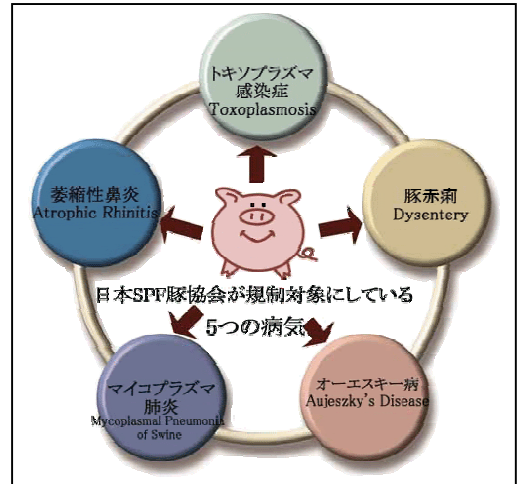 トキソプラズマ
感染症
Toxoplasmosis
萎縮性鼻炎
Atrophic Rhinitis
豚赤痢
Dysentery
日本SPF豚協会が規制対象にしている
5つの病気
マイコプラズマ
肺炎
Mycoplasmal Pneumonia
of Swine
オーエスキー病
Aujeszky's Disease